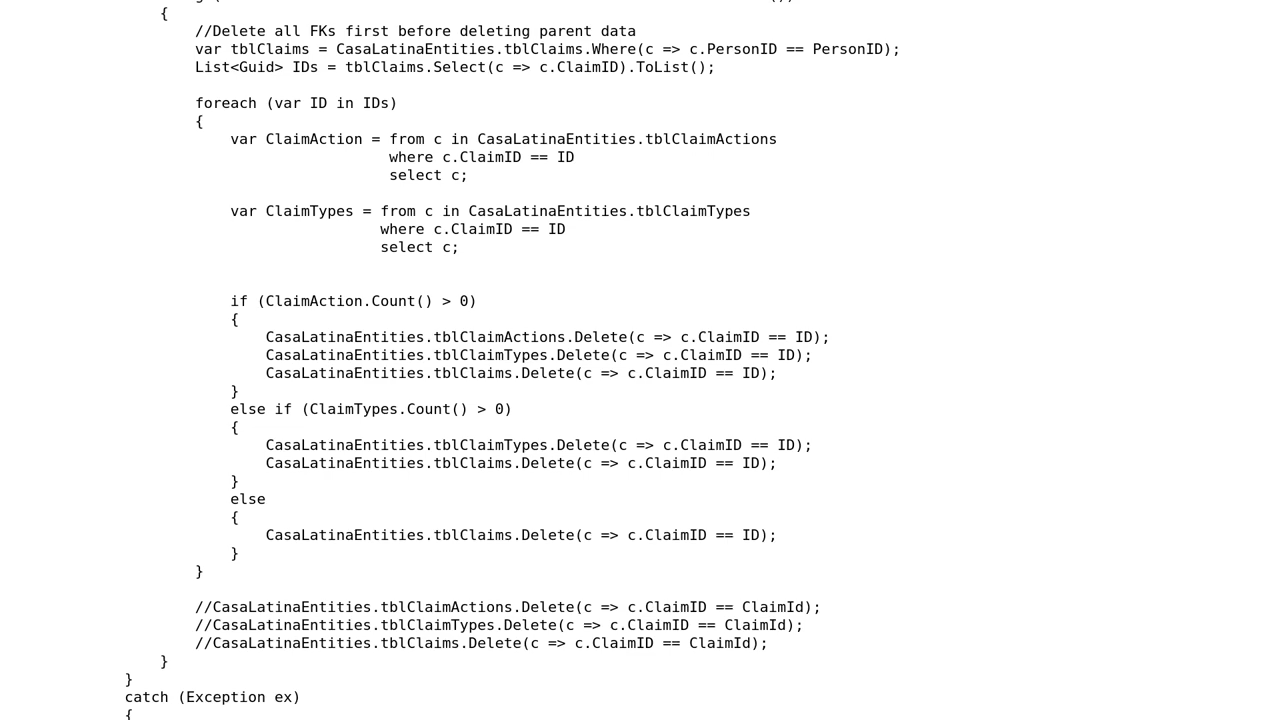 {
//Delete all FKs first before deleting parent data
var tblClaims = CasaLatinaEntities.tblClaims.Where(c => c.PersonID == PersonID);
List<Guid> IDs = tblClaims.Select(c => c.ClaimID).ToList();
foreach (var ID in IDs)
{
var ClaimAction = from c in CasaLatinaEntities.tblClaimActions
where c.ClaimID == ID
select c;
var ClaimTypes = from c in CasaLatinaEntities.tblClaimTypes
where c.ClaimID == ID
select c;
if (ClaimAction.Count() > 0)
{
CasaLatinaEntities.tblClaimActions.Delete(c => c.ClaimID == ID);
CasaLatinaEntities.tblClaimTypes.Delete(c => c.ClaimID == ID);
CasaLatinaEntities.tblClaims.Delete(c => c.ClaimID == ID);
}
else if (ClaimTypes.Count() > 0)
{
CasaLatinaEntities.tblClaimTypes.Delete(c => c.ClaimID == ID);
CasaLatinaEntities.tblClaims.Delete(c => c.ClaimID == ID);
}
else
{
CasaLatinaEntities.tblClaims.Delete(c => c.ClaimID == ID);
}
}
//CasaLatinaEntities.tblClaimActions.Delete(c => c.ClaimID == ClaimId);
//CasaLatinaEntities.tblClaimTypes.Delete(c => c.ClaimID == ClaimId);
//CasaLatinaEntities.tblClaims.Delete(c => c.ClaimID == ClaimId);
}
}
catch (Exception ex)
{